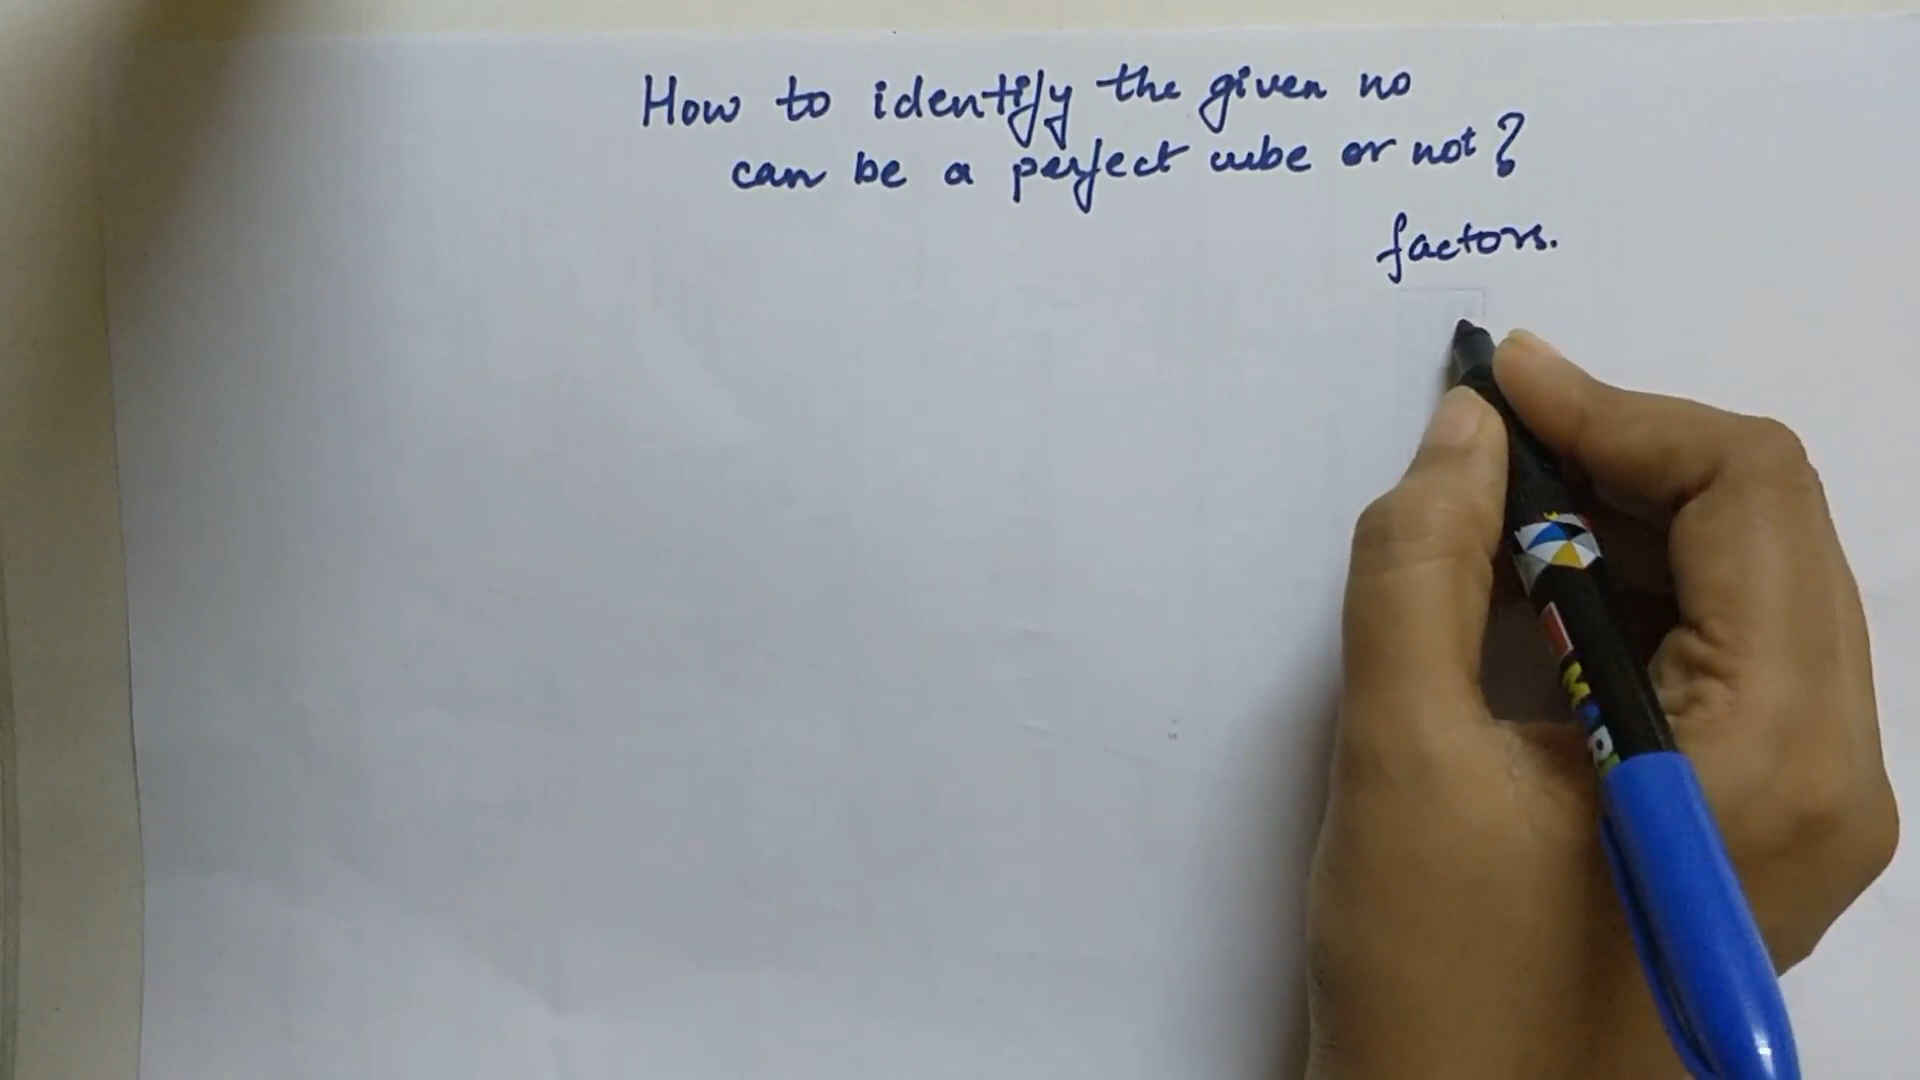 How to identify the given no
can be a perfect cube or not?
factors.